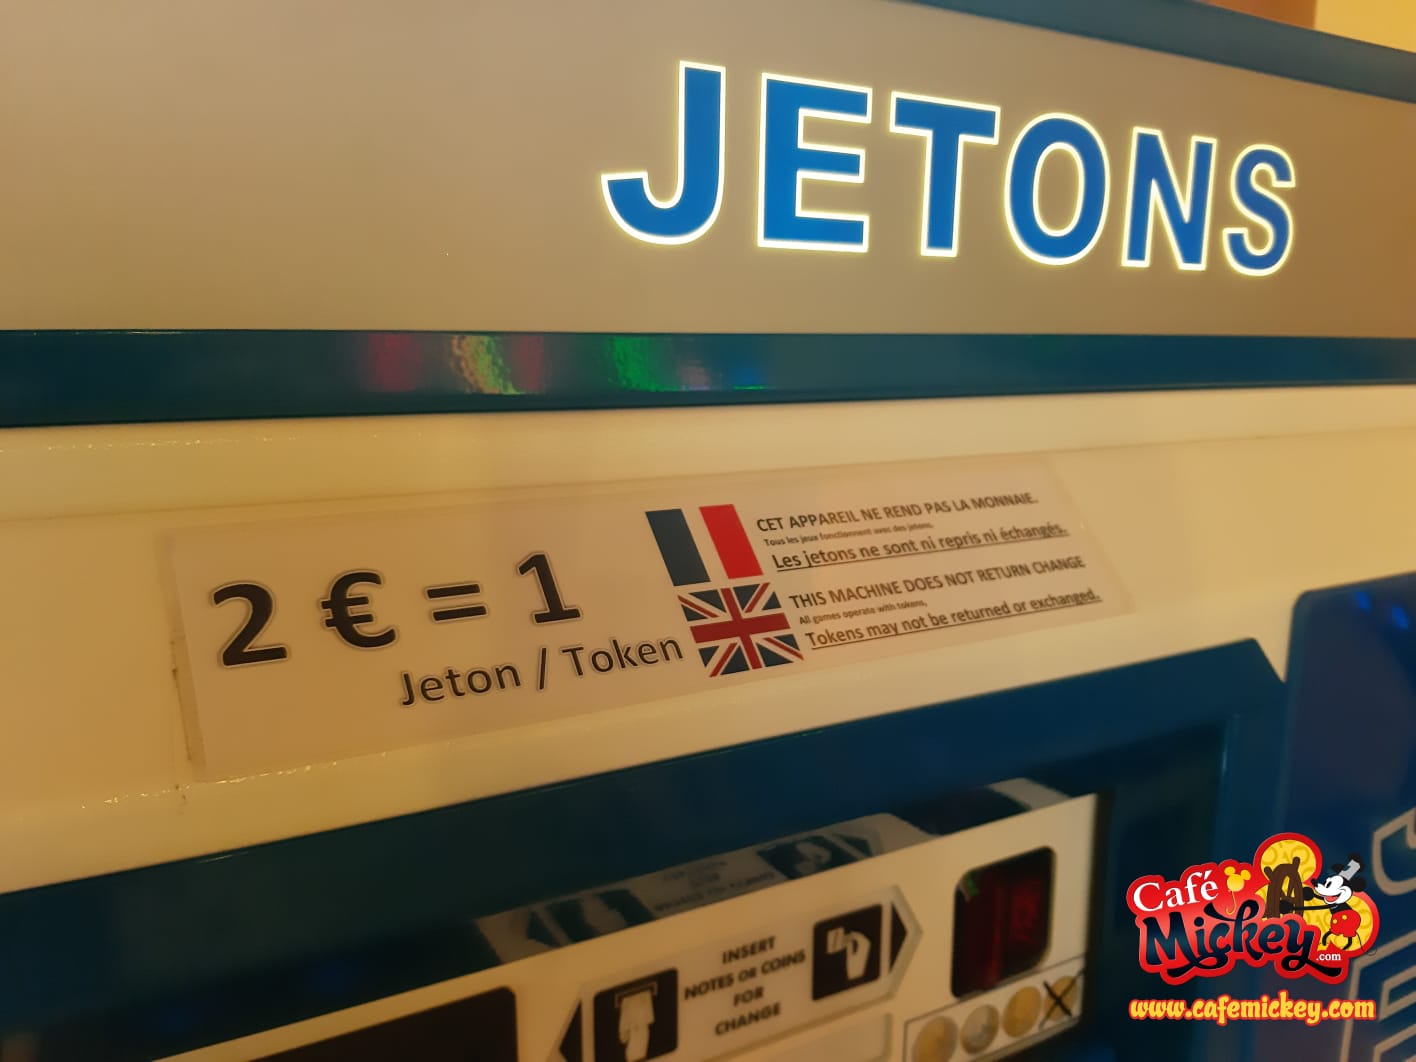 JETONS
2 € = 1
Jeton / Token
CET APPAREIL NE REND PAS LA MONNAIE.
Tous les jeux fonctionnent avec des jetons.
Les jetons ne sont ni repris ni échangés.
THIS MACHINE DOES NOT RETURN CHANGE
All games operate with tokens,
Tokens may not be returned or exchanged.
INSERT
NOTES OR COINS
FOR
CHANGE
Café
Mickey
.com
www.cafemickey.com